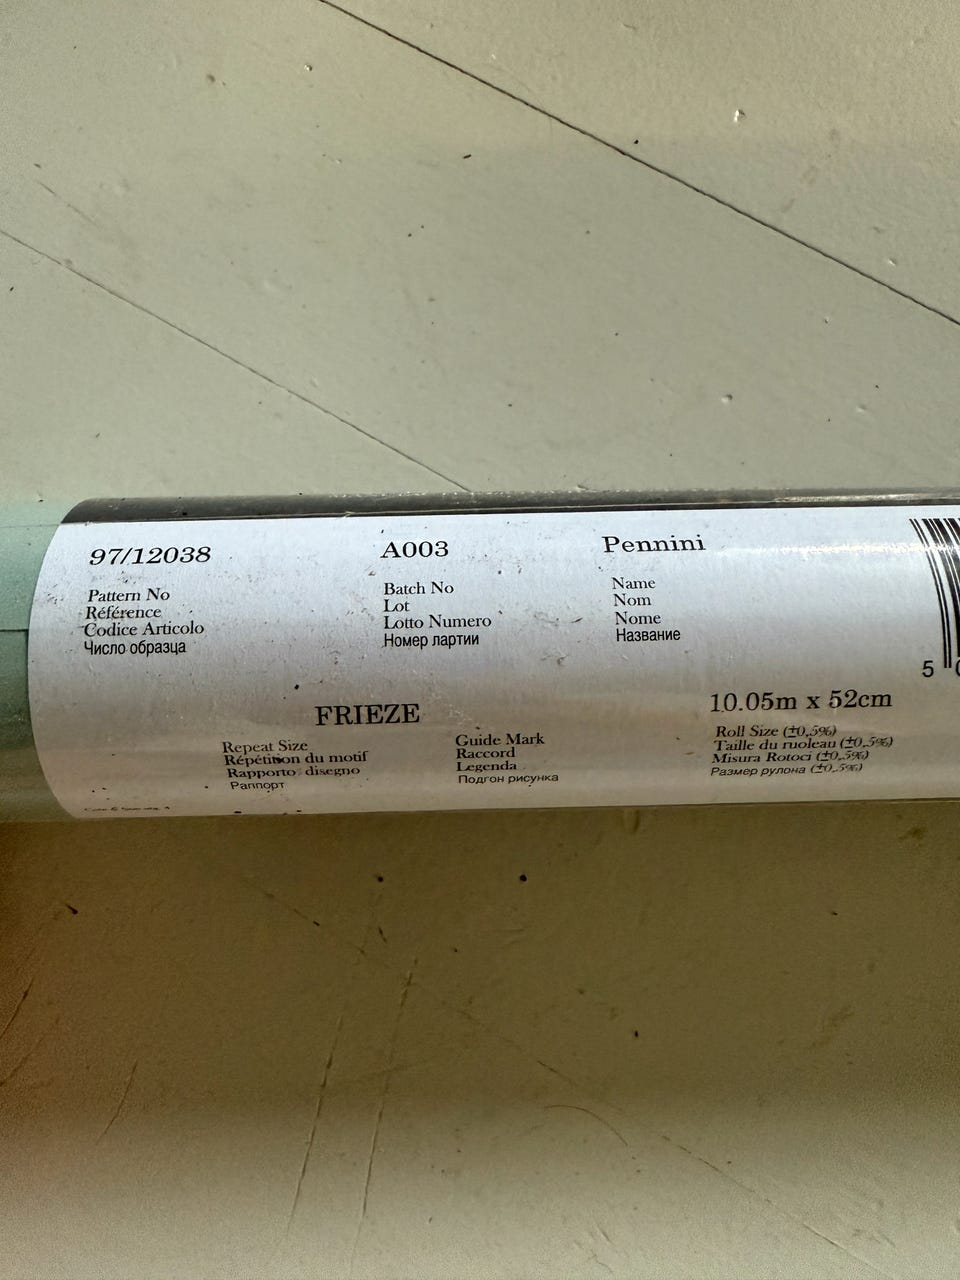 97/12038
Pattern No
Référence
Codice Articolo
Число образца
A003
Batch No
Lot
Lotto Numero
Номер лартии
Pennini
Name
Nom
Nome
Название
5
FRIEZE
Repeat Size
Répétition du motif
Rapporto disegno
Раппорт
Guide Mark
Raccord
Legenda
Подгон рисунка
10.05m x 52cm
Roll Size (±0,5%)
Taille du ruoleau (±0,5%)
Misura Rotoci (±0,5%)
Размер рулона (±0,5%)